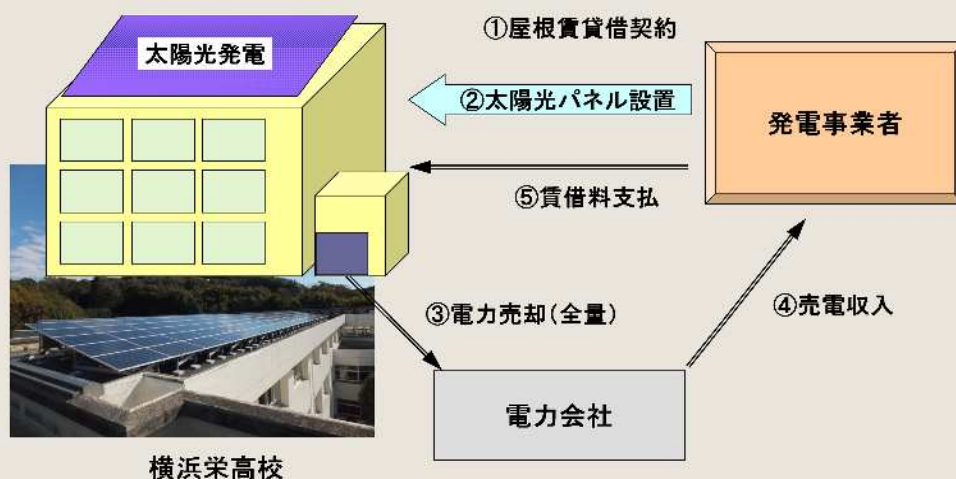 ①屋根賃貸借契約
太陽光発電
②太陽光パネル設置
発電事業者
⑤賃借料支払
③電力売却(全量)
④売電収入
電力会社
横浜栄高校